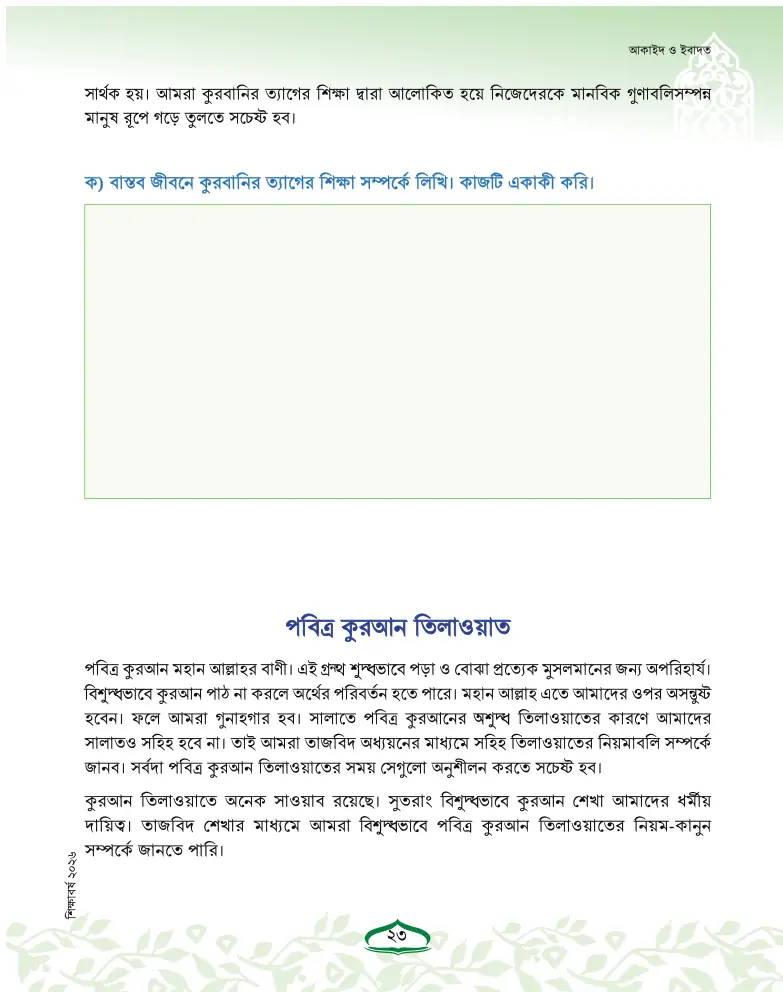 আকাইদ ও ইবাদত
সার্থক হয়। আমরা কুরবানির ত্যাগের শিক্ষা দ্বারা আলোকিত হয়ে নিজেদেরকে মানবিক গুণাবলিসম্পন্ন
মানুষ রূপে গড়ে তুলতে সচেষ্ট হব।
ক) বাস্তব জীবনে কুরবানির ত্যাগের শিক্ষা সম্পর্কে লিখি। কাজটি একাকী করি।
পবিত্র কুরআন তিলাওয়াত
পবিত্র কুরআন মহান আল্লাহর বাণী। এই গ্রন্থ শুদ্ধভাবে পড়া ও বোঝা প্রত্যেক মুসলমানের জন্য অপরিহার্য।
বিশুদ্ধভাবে কুরআন পাঠ না করলে অর্থের পরিবর্তন হতে পারে। মহান আল্লাহ এতে আমাদের ওপর অসন্তুষ্ট
হবেন। ফলে আমরা গুনাহগার হব। সালাতে পবিত্র কুরআনের অশুদ্ধ তিলাওয়াতের কারণে আমাদের
সালাতও সহিহ হবে না। তাই আমরা তাজবিদ অধ্যয়নের মাধ্যমে সহিহ তিলাওয়াতের নিয়মাবলি সম্পর্কে
জানব। সর্বদা পবিত্র কুরআন তিলাওয়াতের সময় সেগুলো অনুশীলন করতে সচেষ্ট হব।
কুরআন তিলাওয়াতে অনেক সাওয়াব রয়েছে। সুতরাং বিশুদ্ধভাবে কুরআন শেখা আমাদের ধর্মীয়
দায়িত্ব। তাজবিদ শেখার মাধ্যমে আমরা বিশুদ্ধভাবে পবিত্র কুরআন তিলাওয়াতের নিয়ম-কানুন
সম্পর্কে জানতে পারি।
শিক্ষাবর্ষ ২০২৬
২৩